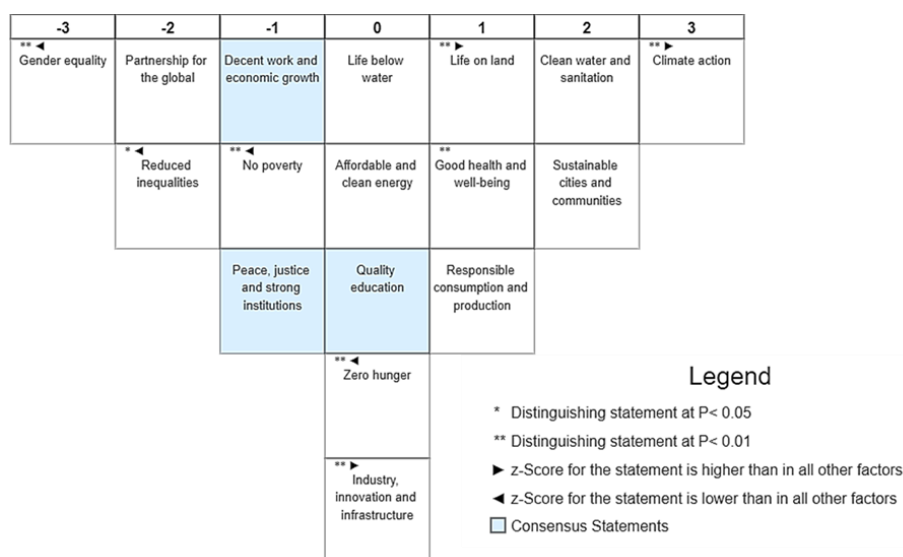 -3 -2 -1 0 1 2 3
** ◄ ** ► ** ►
Gender equality Partnership for Decent work and Life below Life on land Clean water and Climate action
the global economic growth water sanitation
* ◄ ** ◄ **
Reduced No poverty Affordable and Good health and Sustainable
inequalities clean energy well-being cities and
communities
Peace, justice Quality Responsible
and strong education consumption and
institutions production
** ◄
Zero hunger
** ►
Industry,
innovation and
infrastructure
Legend
* Distinguishing statement at P< 0.05
** Distinguishing statement at P< 0.01
► z-Score for the statement is higher than in all other factors
◄ z-Score for the statement is lower than in all other factors
Consensus Statements